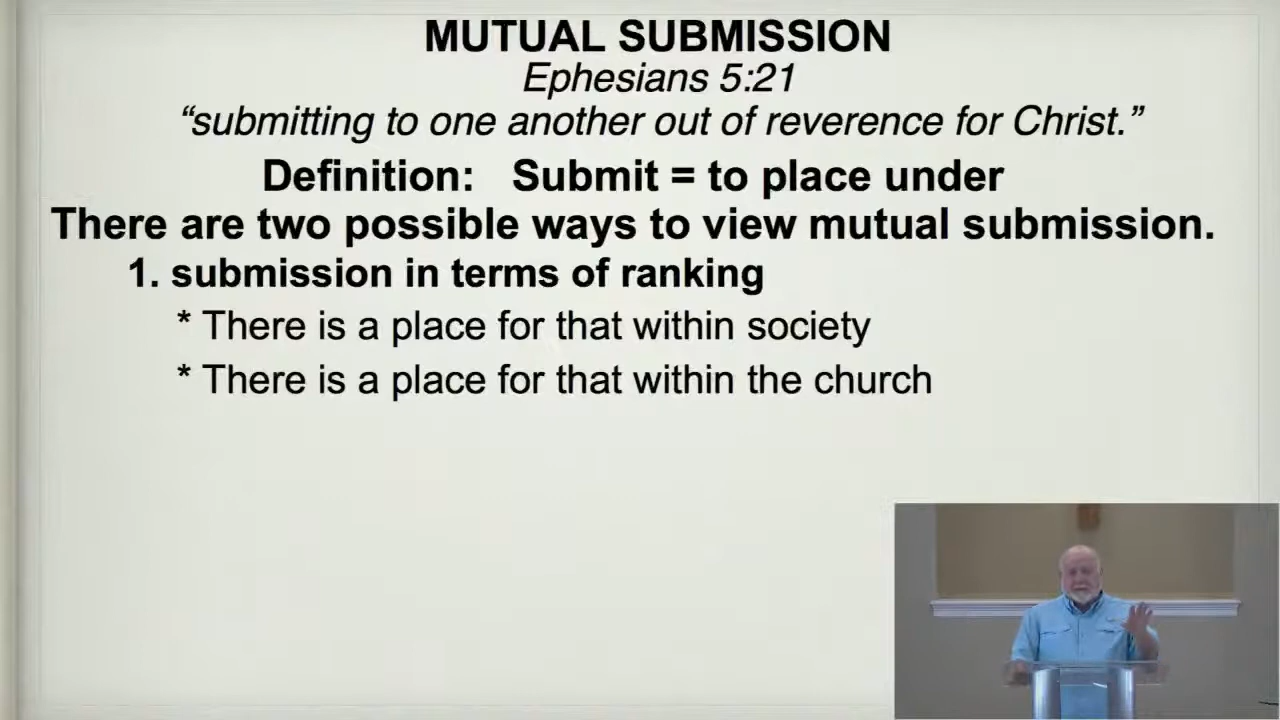 MUTUAL SUBMISSION
Ephesians 5:21
“submitting to one another out of reverence for Christ.”
Definition: Submit = to place under
There are two possible ways to view mutual submission.
1. submission in terms of ranking
* There is a place for that within society
* There is a place for that within the church